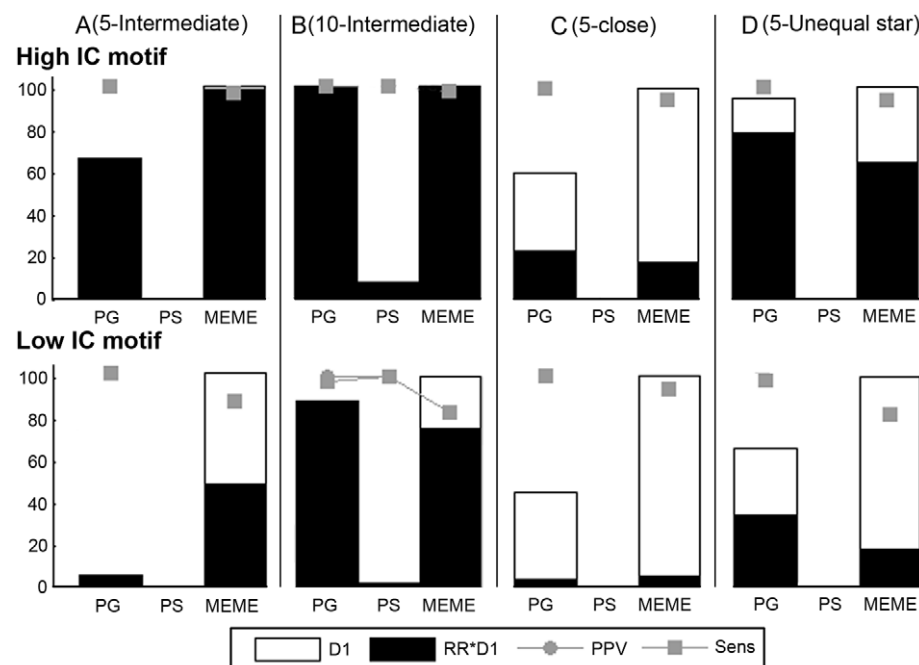 A (5-Intermediate) B (10-Intermediate) C (5-close) D (5-Unequal star)
High IC motif
100
80
60
40
20
0
PG PS MEME PG PS MEME PG PS MEME PG PS MEME
Low IC motif
100
80
60
40
20
0
PG PS MEME PG PS MEME PG PS MEME PG PS MEME
D1 RR*D1 PPV Sens